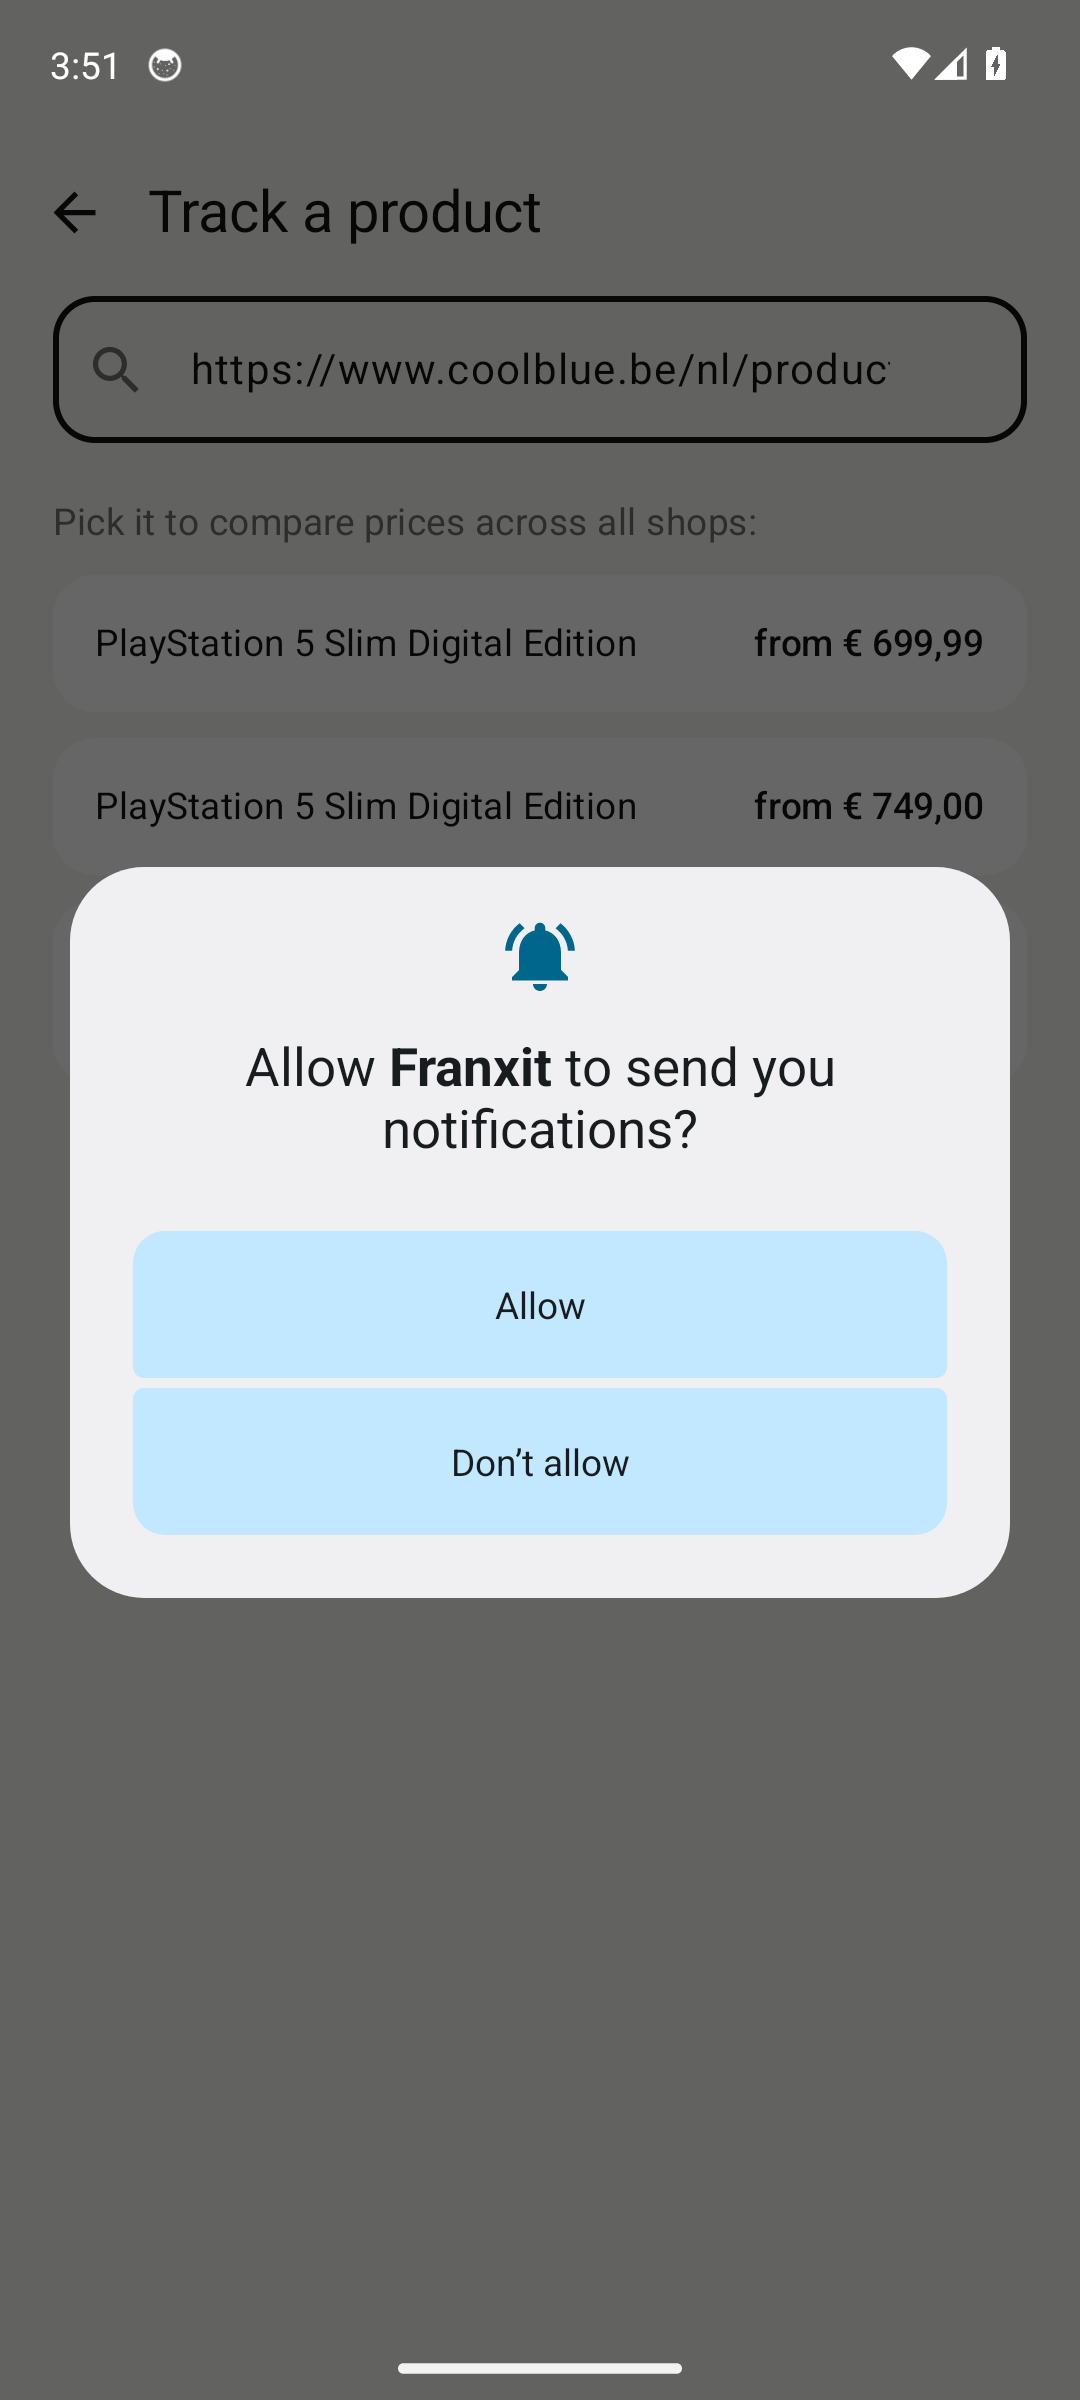 3:51
Track a product
https://www.coolblue.be/nl/produc
Pick it to compare prices across all shops:
PlayStation 5 Slim Digital Edition from € 699,99
PlayStation 5 Slim Digital Edition from € 749,00
Allow Franxit to send you
notifications?
Allow
Don’t allow